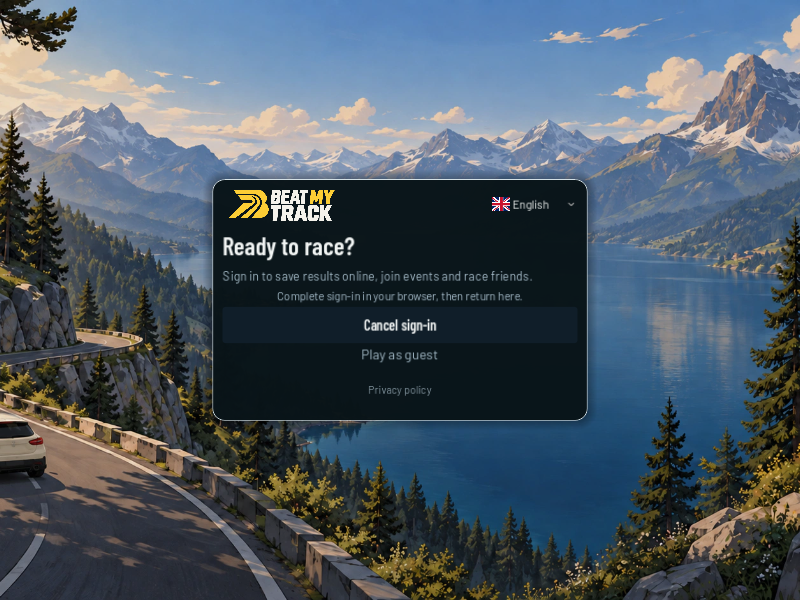 BEAT MY
TRACK
English
Ready to race?
Sign in to save results online, join events and race friends.
Complete sign-in in your browser, then return here.
Cancel sign-in
Play as guest
Privacy policy